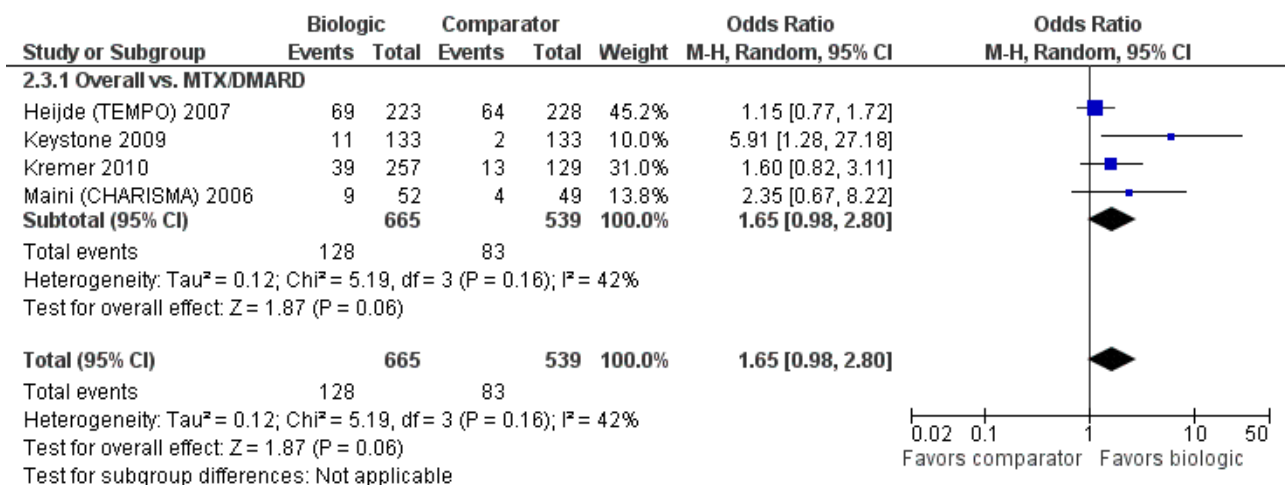 Biologic Comparator Odds Ratio Odds Ratio
Study or Subgroup Events Total Events Total Weight M-H, Random, 95% CI M-H, Random, 95% CI
2.3.1 Overall vs. MTX/DMARD
Heijde (TEMPO) 2007 69 223 64 228 45.2% 1.15 [0.77, 1.72]
Keystone 2009 11 133 2 133 10.0% 5.91 [1.28, 27.18]
Kremer 2010 39 257 13 129 31.0% 1.60 [0.82, 3.11]
Maini (CHARISMA) 2006 9 52 4 49 13.8% 2.35 [0.67, 8.22]
Subtotal (95% CI) 665 539 100.0% 1.65 [0.98, 2.80]
Total events 128 83
Heterogeneity: Tau² = 0.12; Chi² = 5.19, df = 3 (P = 0.16); I² = 42%
Test for overall effect: Z = 1.87 (P = 0.06)
Total (95% CI) 665 539 100.0% 1.65 [0.98, 2.80]
Total events 128 83
Heterogeneity: Tau² = 0.12; Chi² = 5.19, df = 3 (P = 0.16); I² = 42%
Test for overall effect: Z = 1.87 (P = 0.06)
Test for subgroup differences: Not applicable
0.02 0.1 1 10 50
Favors comparator Favors biologic